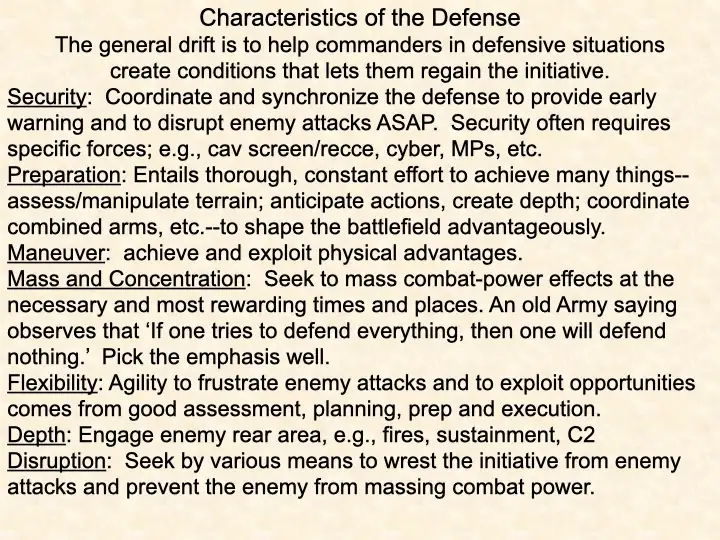 Characteristics of the Defense
The general drift is to help commanders in defensive situations
create conditions that lets them regain the initiative.
Security:  Coordinate and synchronize the defense to provide early
warning and to disrupt enemy attacks ASAP.  Security often requires
specific forces; e.g., cav screen/recce, cyber, MPs, etc.
Preparation: Entails thorough, constant effort to achieve many things--
assess/manipulate terrain; anticipate actions, create depth; coordinate
combined arms, etc.--to shape the battlefield advantageously.
Maneuver:  achieve and exploit physical advantages.
Mass and Concentration:  Seek to mass combat-power effects at the
necessary and most rewarding times and places. An old Army saying
observes that ‘If one tries to defend everything, then one will defend
nothing.’  Pick the emphasis well.
Flexibility: Agility to frustrate enemy attacks and to exploit opportunities
comes from good assessment, planning, prep and execution.
Depth: Engage enemy rear area, e.g., fires, sustainment, C2
Disruption:  Seek by various means to wrest the initiative from enemy
attacks and prevent the enemy from massing combat power.